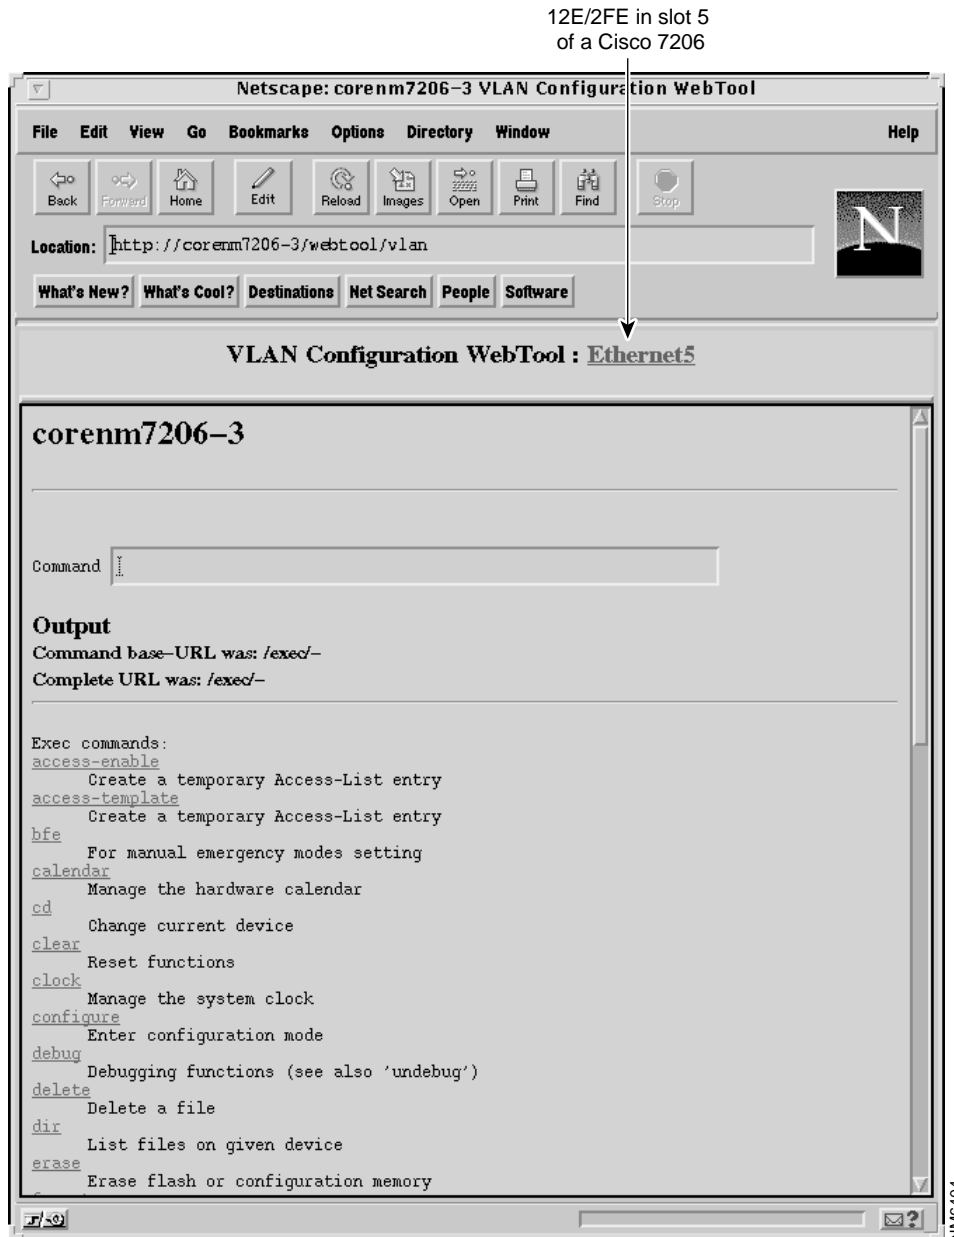 12E/2FE in slot 5
of a Cisco 7206
Netscape: corenm7206–3 VLAN Configuration WebTool
File Edit View Go Bookmarks Options Directory Window Help
Back Forward Home Edit Reload Images Open Print Find Stop
N
Location: http://corenm7206-3/webtool/vlan
What's New? What's Cool? Destinations Net Search People Software
VLAN Configuration WebTool : Ethernet5
corenm7206–3
Command
Output
Command base–URL was: /exec/–
Complete URL was: /exec/–
Exec commands:
access-enable
Create a temporary Access-List entry
access-template
Create a temporary Access-List entry
bfe
For manual emergency modes setting
calendar
Manage the hardware calendar
cd
Change current device
clear
Reset functions
clock
Manage the system clock
configure
Enter configuration mode
debug
Debugging functions (see also 'undebug')
delete
Delete a file
dir
List files on given device
erase
Erase flash or configuration memory
?